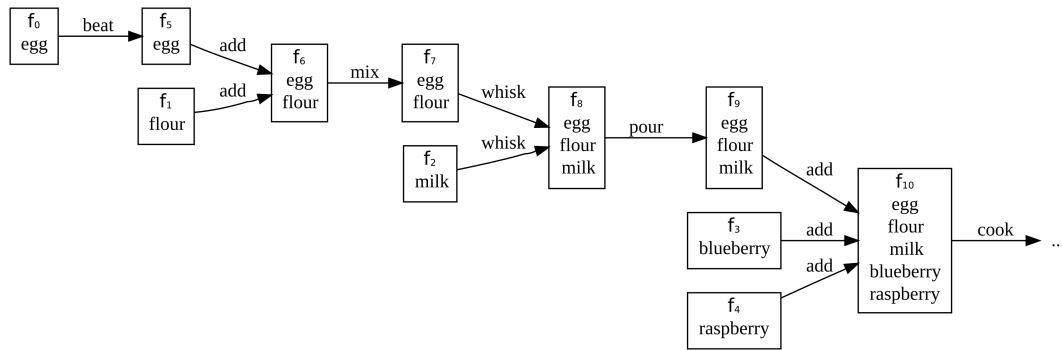 f₀
egg
beat
f₅
egg
add
f₁
flour
add
f₆
egg
flour
mix
f₇
egg
flour
whisk
f₂
milk
whisk
f₈
egg
flour
milk
pour
f₉
egg
flour
milk
add
f₃
blueberry
add
f₄
raspberry
add
f₁₀
egg
flour
milk
blueberry
raspberry
cook
...